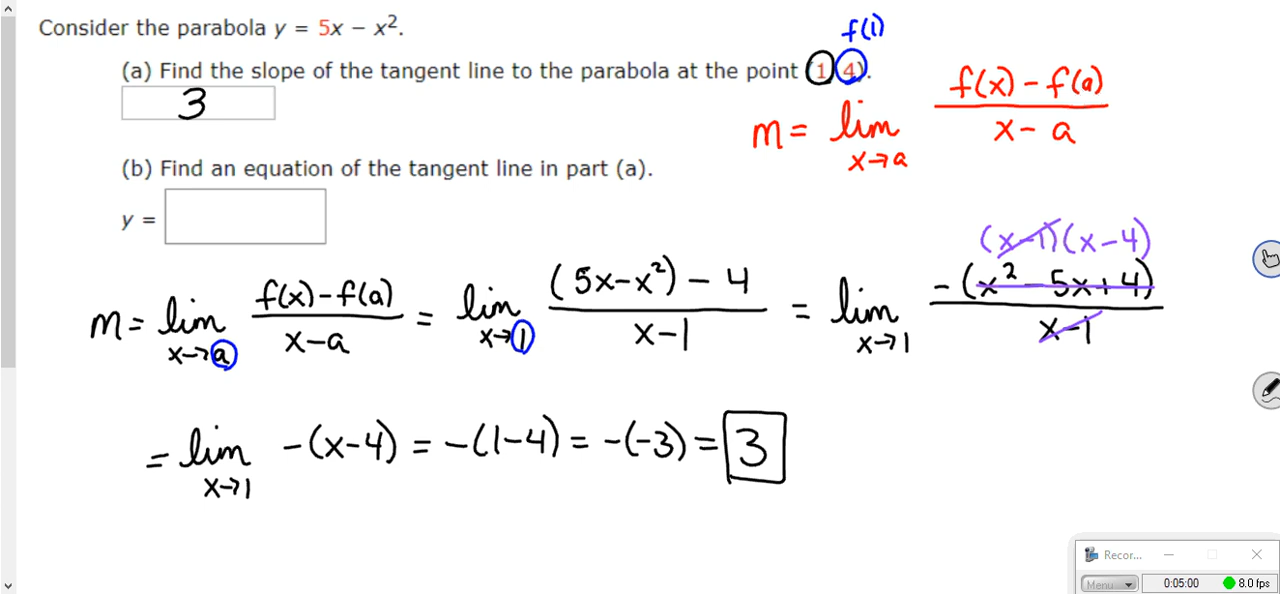 Consider the parabola y = 5x − x².
f(1)
(a) Find the slope of the tangent line to the parabola at the point (1, 4).
3
m = lim x→a f(x) − f(a) / x − a
(b) Find an equation of the tangent line in part (a).
y =
(x−1)(x−4)
m = lim x→a f(x)−f(a) / x−a = lim x→1 (5x−x²) − 4 / x−1 = lim x→1 −(x² − 5x + 4) / x−1
= lim x→1 −(x−4) = −(1−4) = −(−3) = 3
Recor...
Menu 0:05:00 8.0 fps